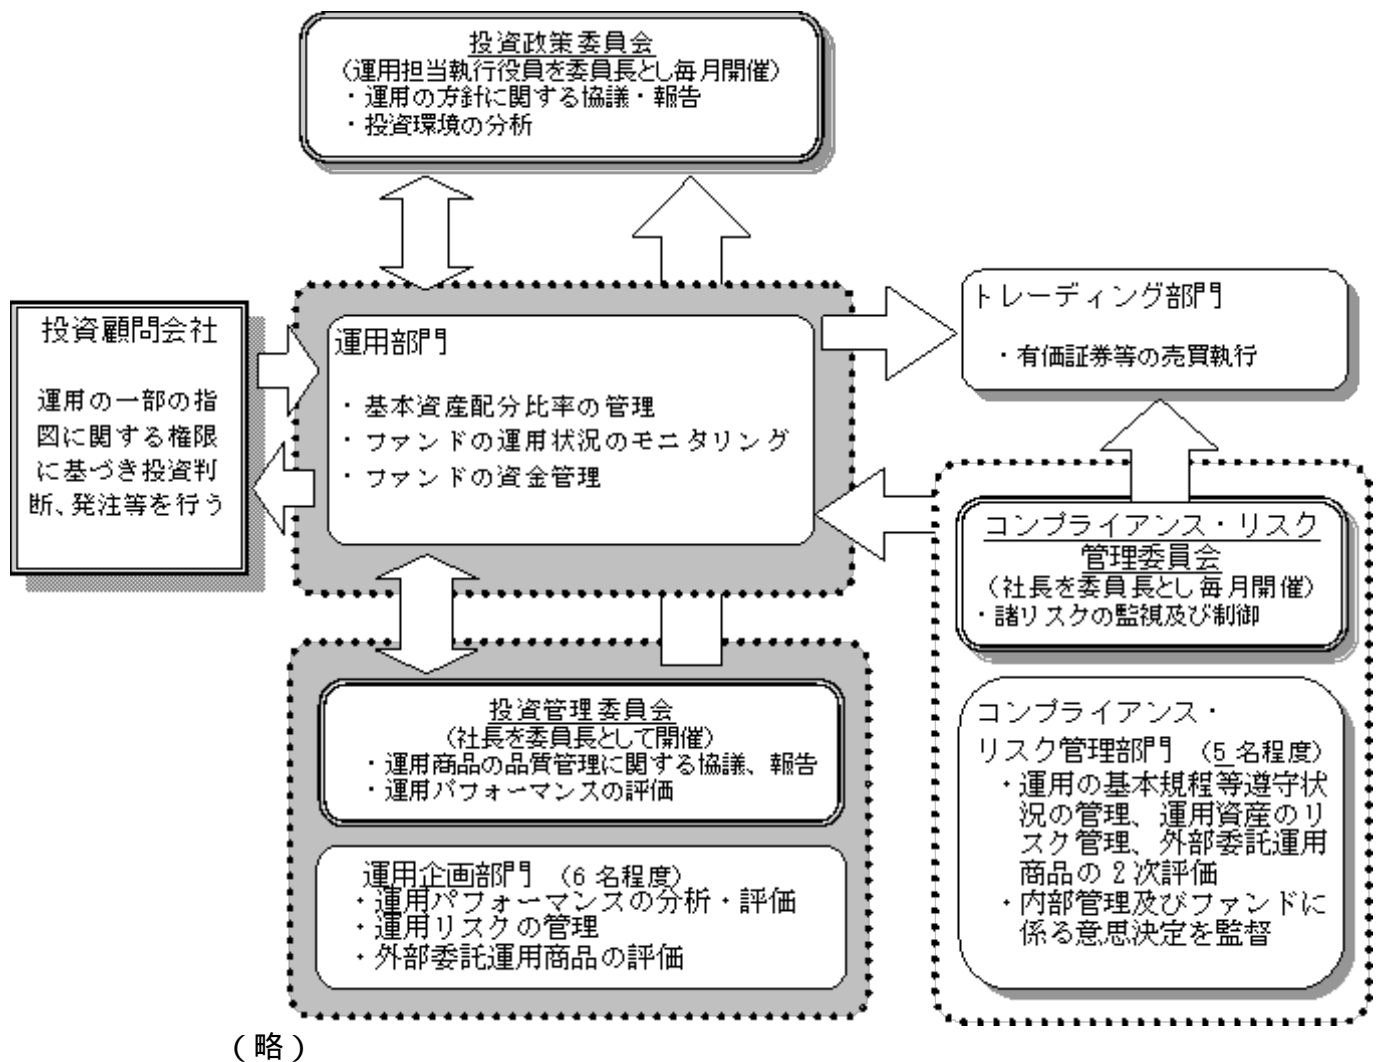 投資政策委員会
(運用担当執行役員を委員長とし毎月開催)
・運用の方針に関する協議・報告
・投資環境の分析
投資顧問会社
運用の一部の指
図に関する権限
に基づき投資判
断、発注等を行う
運用部門
・基本資産配分比率の管理
・ファンドの運用状況のモニタリング
・ファンドの資金管理
トレーディング部門
・有価証券等の売買執行
コンプライアンス・リスク
管理委員会
(社長を委員長とし毎月開催)
・諸リスクの監視及び制御
コンプライアンス・
リスク管理部門 (5名程度)
・運用の基本規程等遵守状
況の管理、運用資産のリ
スク管理、外部委託運用
商品の2次評価
・内部管理及びファンドに
係る意思決定を監督
投資管理委員会
(社長を委員長として開催)
・運用商品の品質管理に関する協議、報告
・運用パフォーマンスの評価
運用企画部門 (6名程度)
・運用パフォーマンスの分析・評価
・運用リスクの管理
・外部委託運用商品の評価
(略)